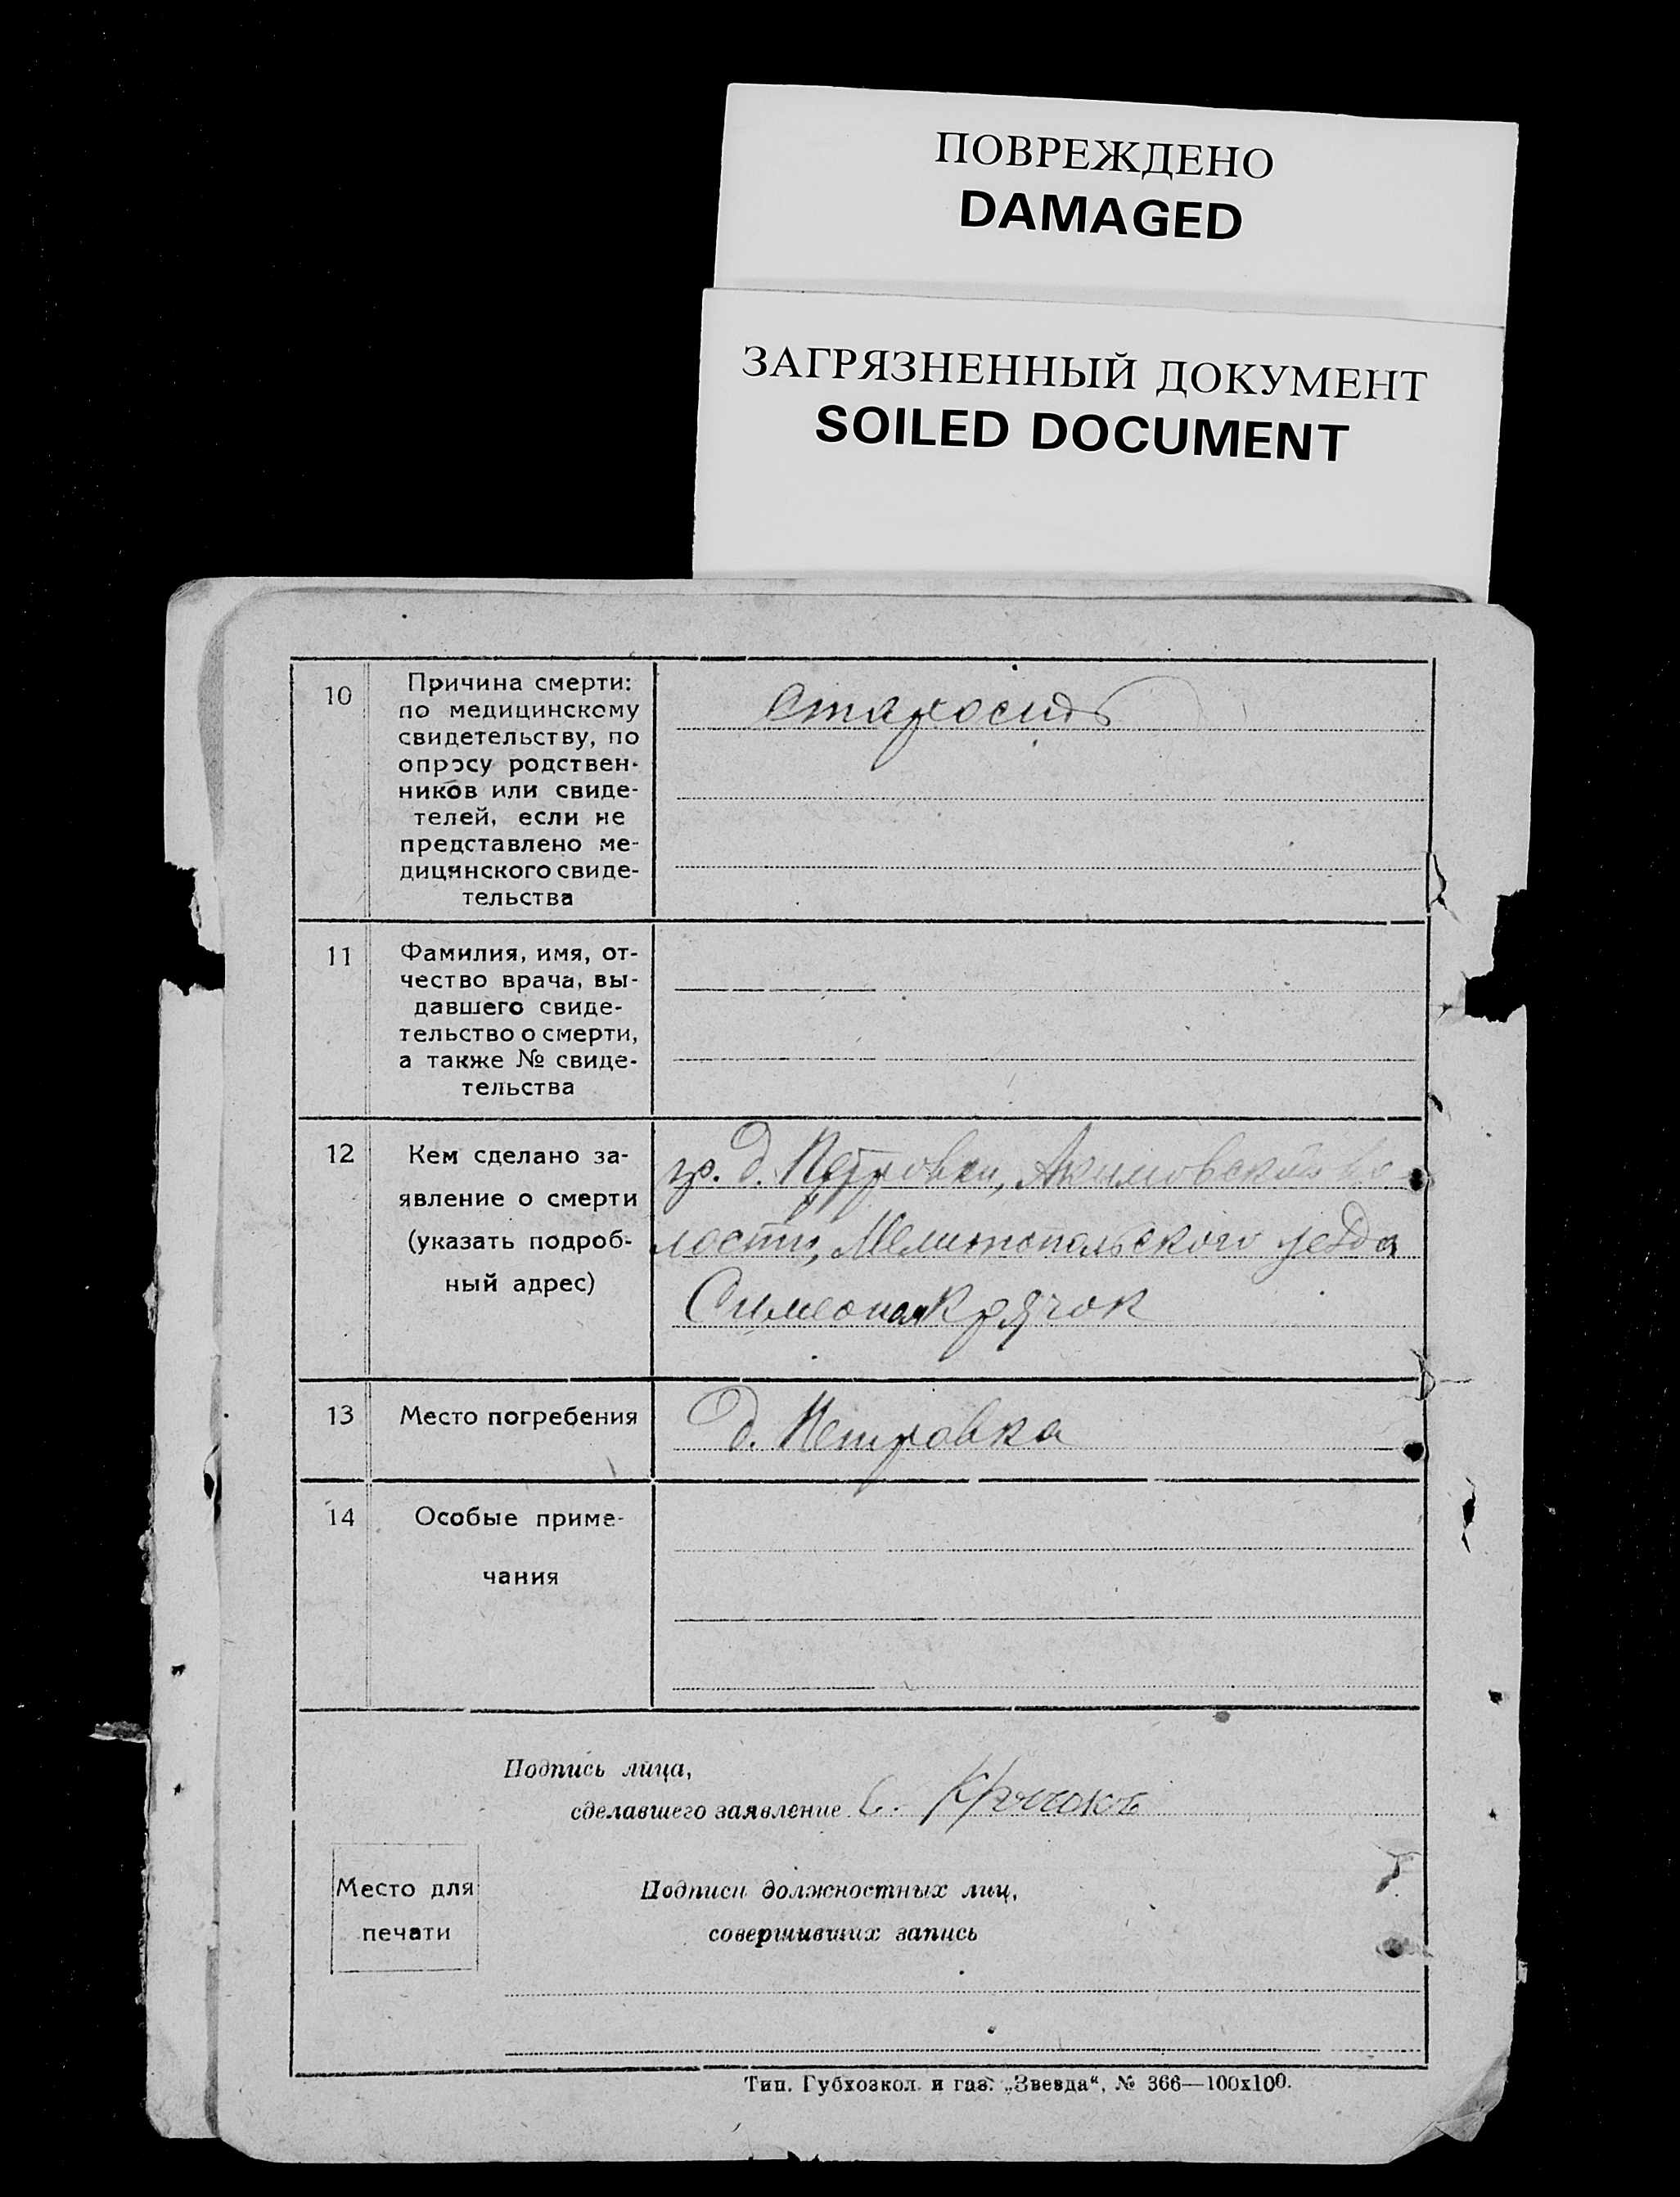 ПОВРЕЖДЕНО
DAMAGED
ЗАГРЯЗНЕННЫЙ ДОКУМЕНТ
SOILED DOCUMENT
10
Причина смерти:
по медицинскому
свидетельству, по
опросу родствен-
ников или свиде-
телей, если не
представлено ме-
дицинского свиде-
тельства
старость
11
Фамилия, имя, от-
чество врача, вы-
давшего свиде-
тельство о смерти,
а также № свиде-
тельства
12
Кем сделано за-
явление о смерти
(указать подроб-
ный адрес)
гр. д. Петровки, Акимовской во
лости, Мелитопольского уезда
Симеоном Крячок
13
Место погребения
д. Петровка
14
Особые приме-
чания
Подпись лица,
сделавшего заявление С. Крячокъ
Место для
печати
Подписи должностных лиц,
совершивших запись
Тип. Губхозкол. и газ. „Звезда“, № 366—100х100.